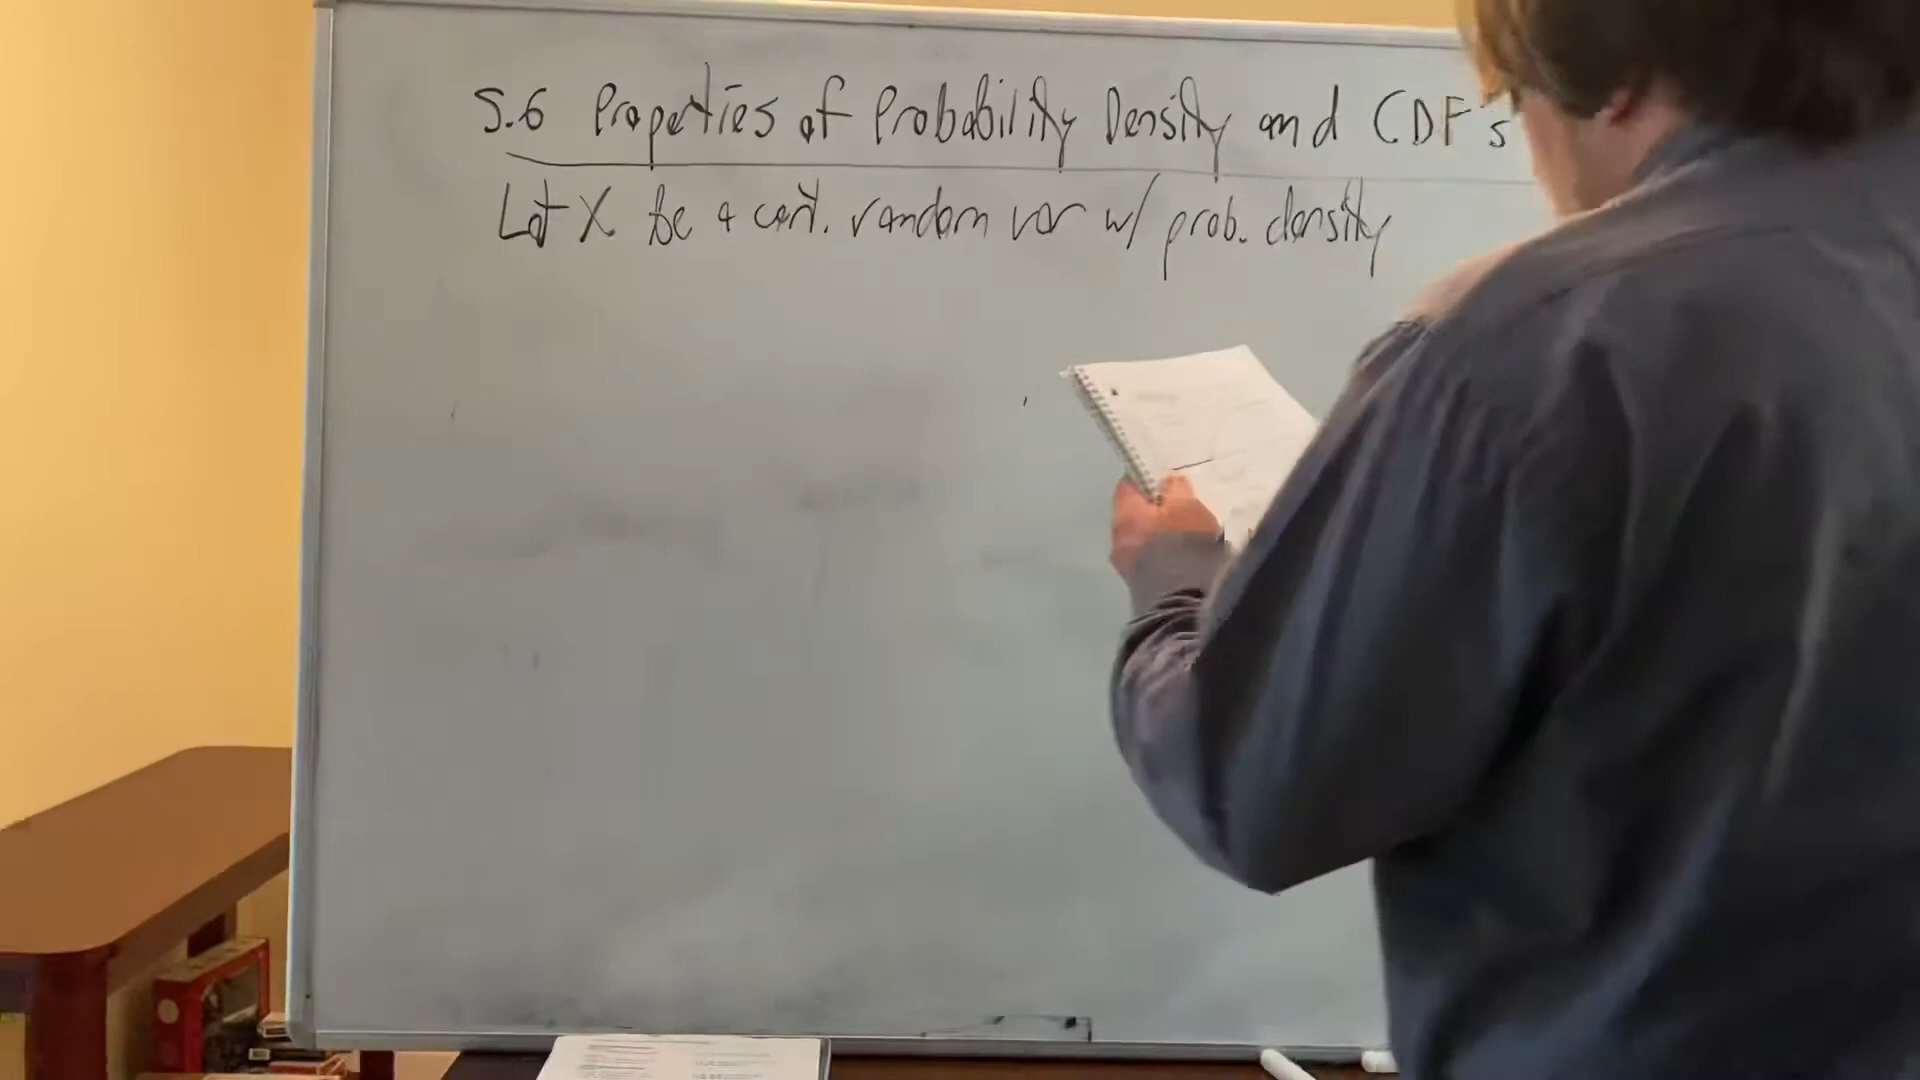 5.6 Properties of Probability Density and CDF's
Let X be a cont. random var w/ prob. density